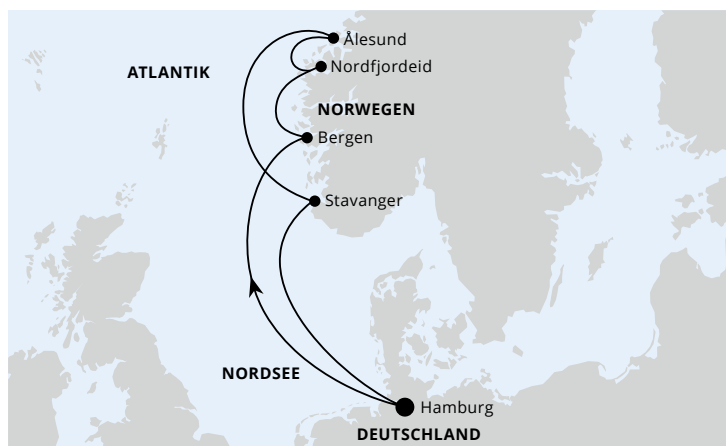 Ålesund
ATLANTIK
Nordfjordeid
NORWEGEN
Bergen
Stavanger
NORDSEE
Hamburg
DEUTSCHLAND